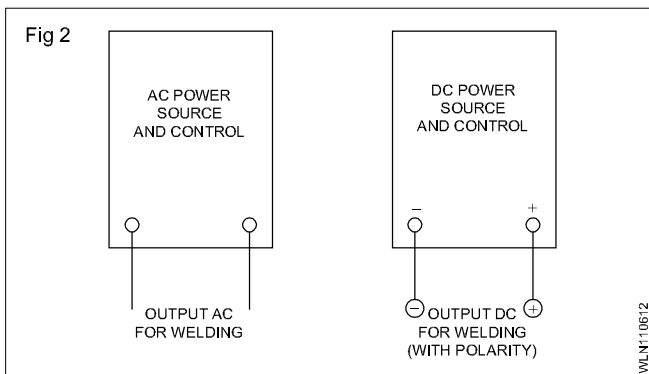 Fig 2
AC POWER
SOURCE
AND CONTROL
OUTPUT AC
FOR WELDING
DC POWER
SOURCE
AND CONTROL
− +
− OUTPUT DC +
FOR WELDING
(WITH POLARITY)
WLN110612